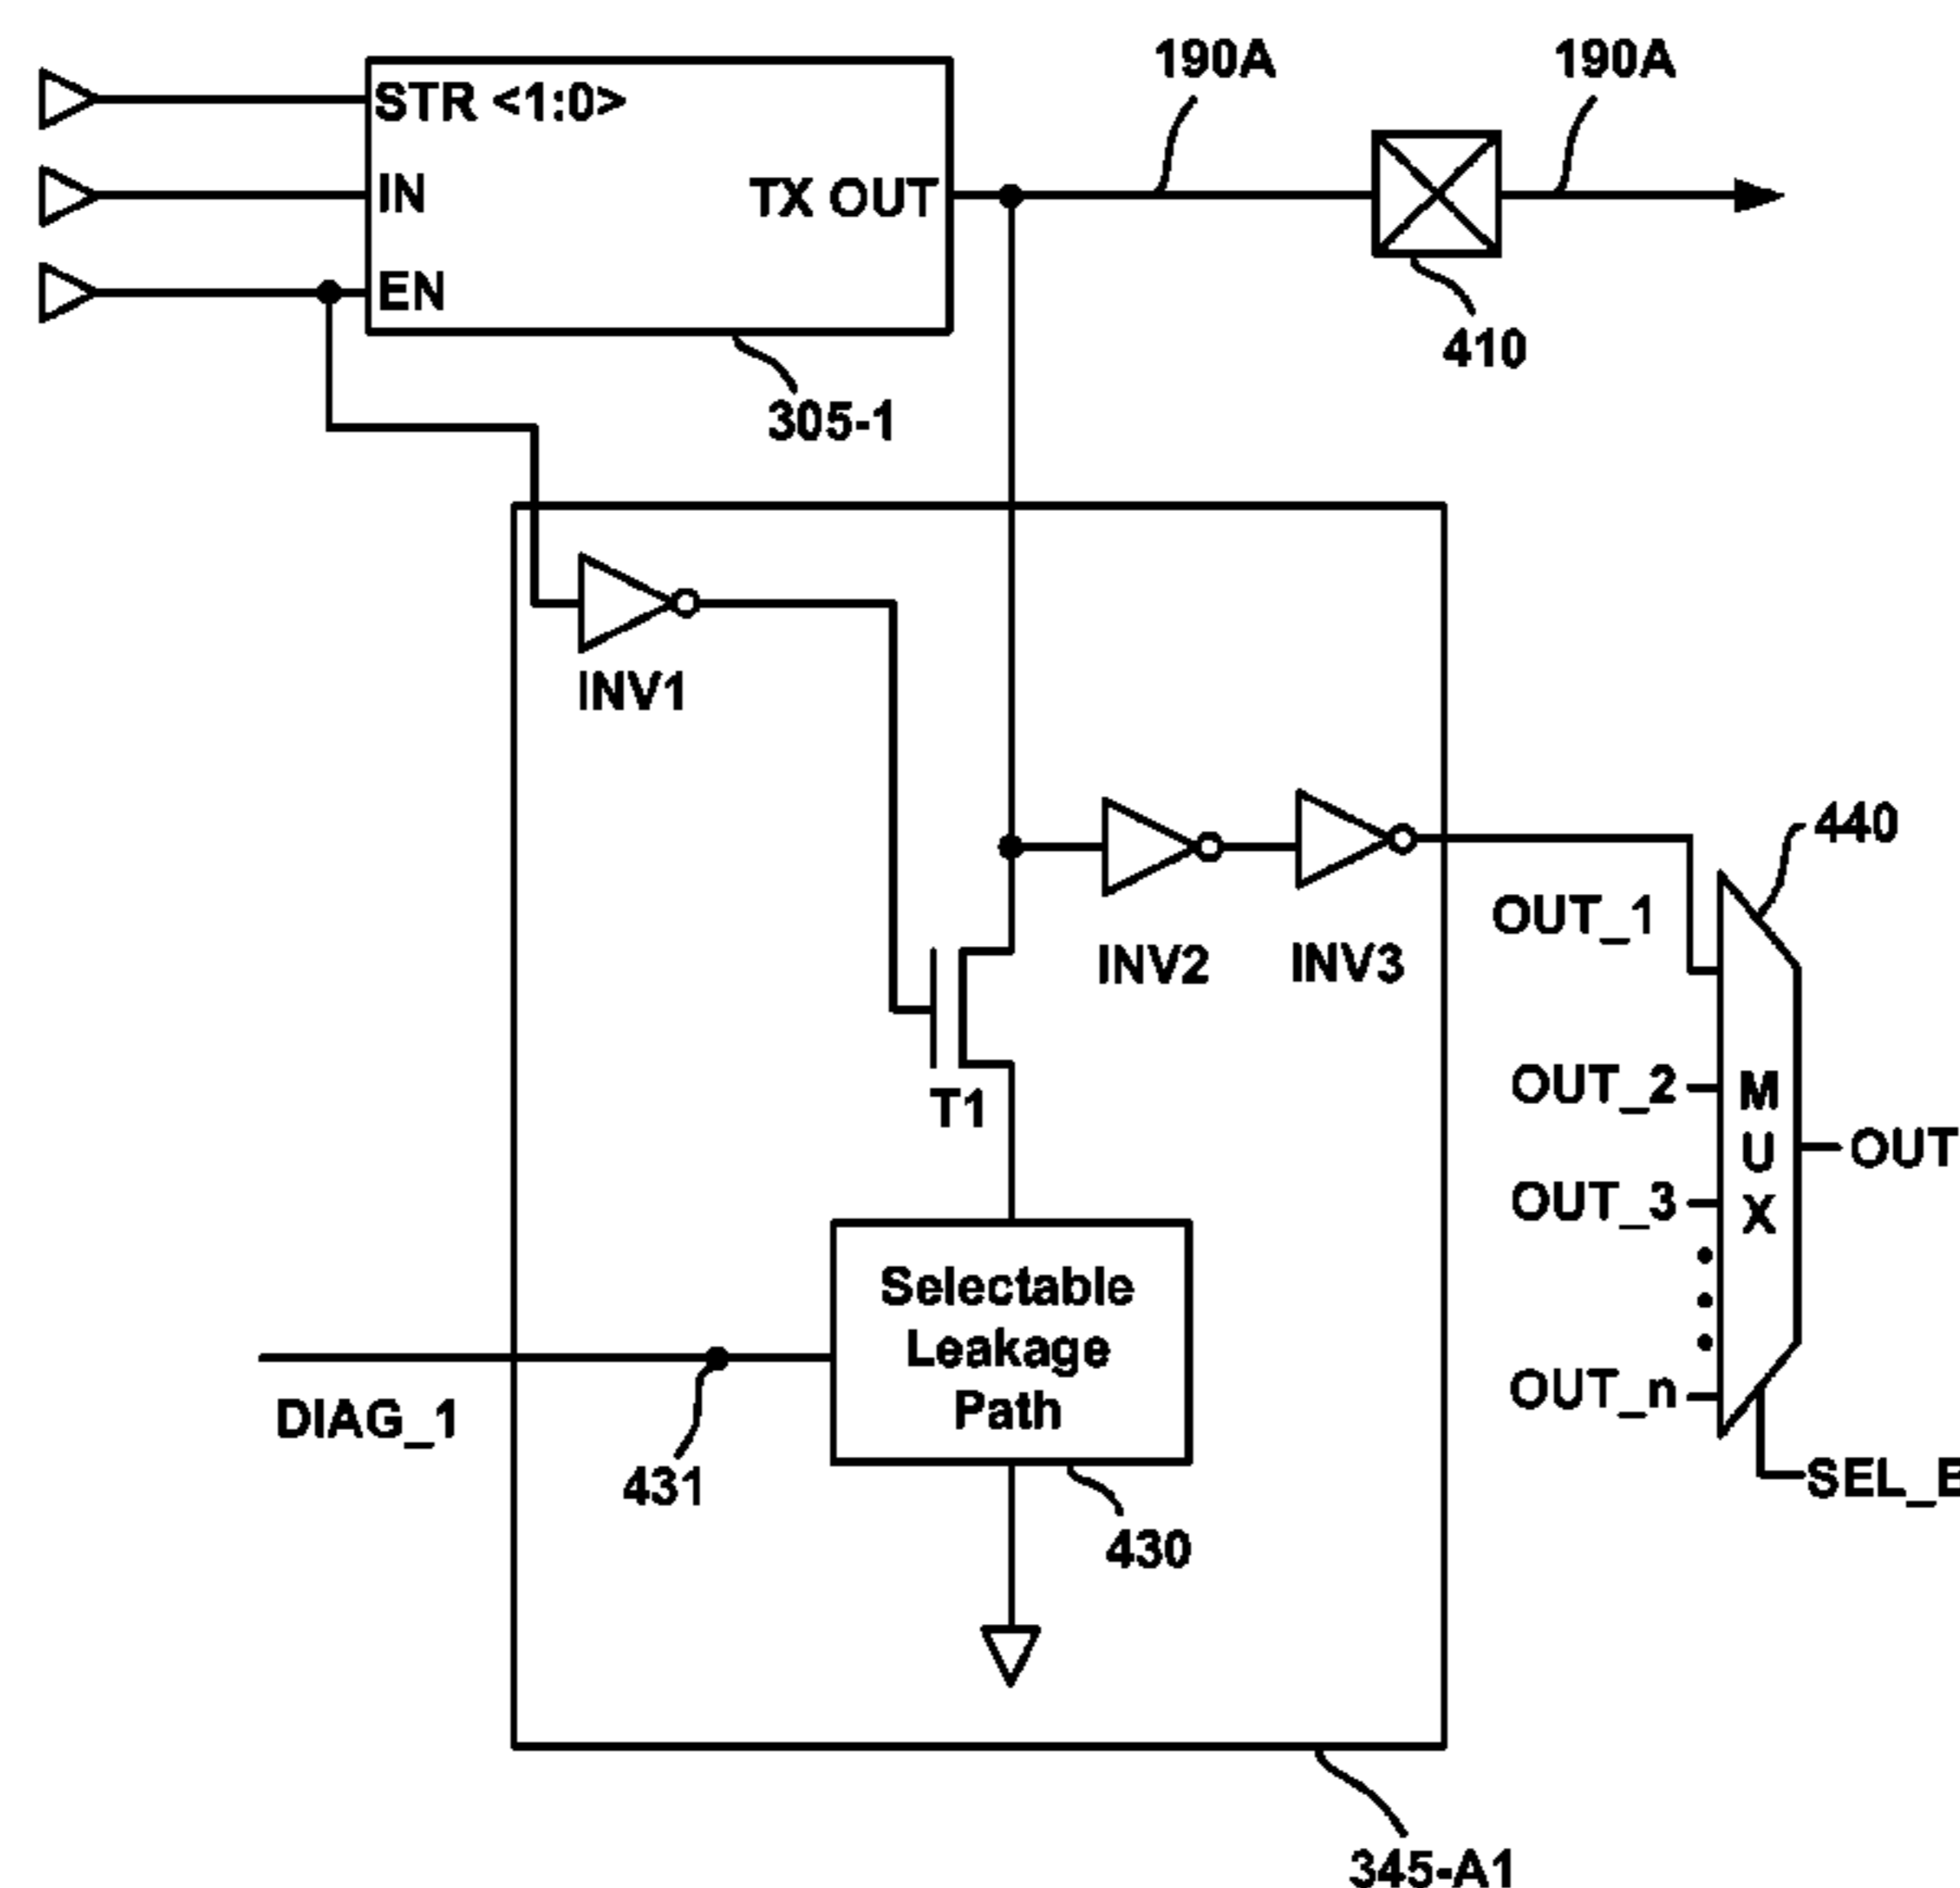 190A
190A
STR <1:0>
IN
TX OUT
EN
410
305-1
INV1
440
OUT_1
INV2
INV3
OUT_2
M
U
X
T1
OUT
OUT_3
Selectable
Leakage
Path
OUT_n
DIAG_1
431
SEL_E
430
345-A1